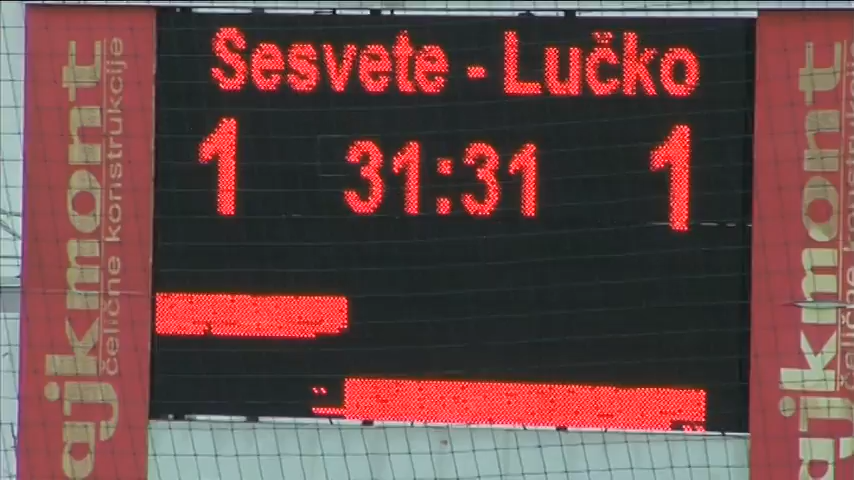 Sesvete - Lučko
1 31:31 1
ajkmont
čelične konstrukcije
ajkmont
čelične konstrukcije